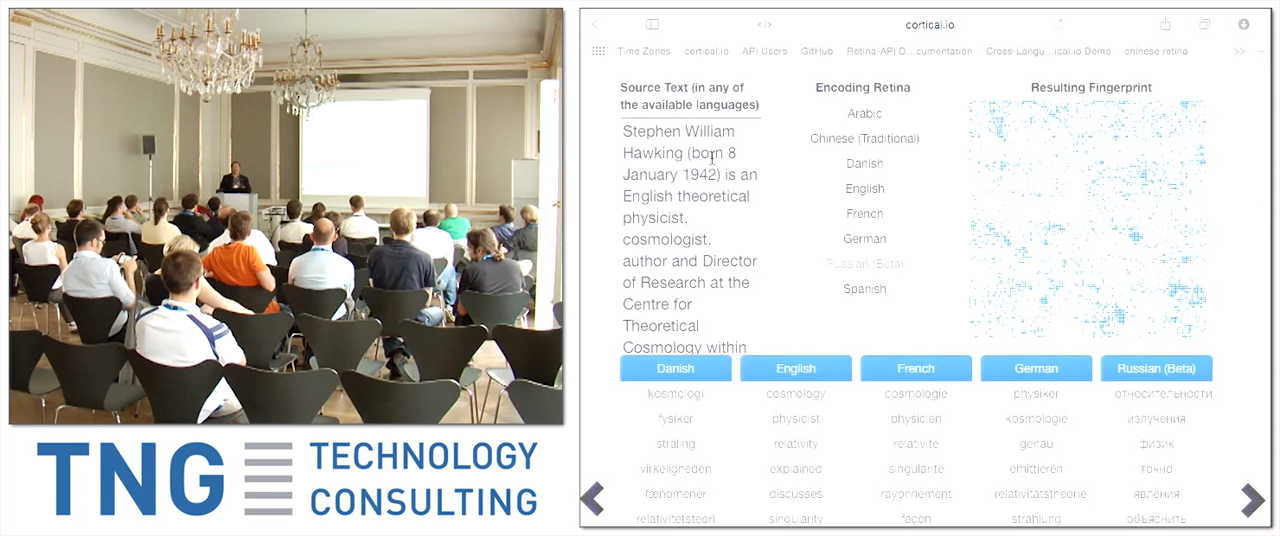 TNG TECHNOLOGY
CONSULTING
cortical.io
Time Zones cortical.io API Users GitHub Retina-API D...cumentation Cross-Langu...ical.io Demo chinese retina >>
Source Text (in any of
the available languages)
Stephen William
Hawking (born 8
January 1942) is an
English theoretical
physicist,
cosmologist,
author and Director
of Research at the
Centre for
Theoretical
Cosmology within
Encoding Retina
Arabic
Chinese (Traditional)
Danish
English
French
German
Russian (Beta)
Spanish
Resulting Fingerprint
Danish English French German Russian (Beta)
kosmologi cosmology cosmologie physiker относительности
fysiker physicist physicien kosmologie излучения
stråling relativity relativité genau физик
virkeligheden explained singularité emittieren точно
fænomener discusses rayonnement relativitätstheorie явления
relativitetsteori singularity façon strahlung объяснить